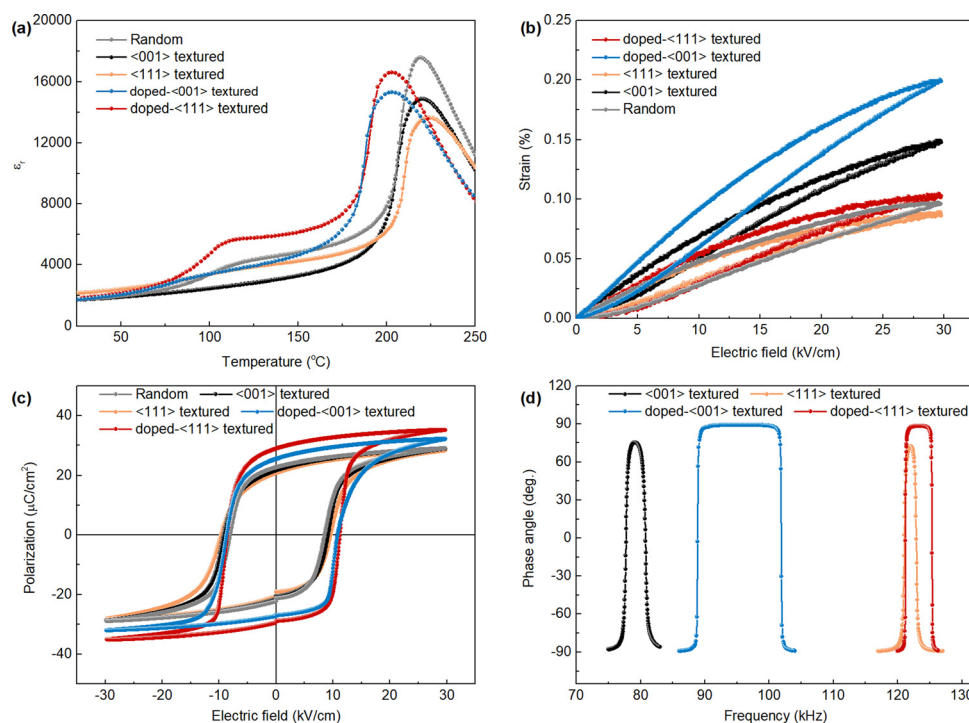 (a)
Random
<001> textured
<111> textured
doped-<001> textured
doped-<111> textured
20000
16000
12000
8000
4000
0
εr
50 100 150 200 250
Temperature (°C)
(b)
doped-<111> textured
doped-<001> textured
<111> textured
<001> textured
Random
0.25
0.20
0.15
0.10
0.05
0.00
Strain (%)
0 5 10 15 20 25 30
Electric field (kV/cm)
(c)
Random <001> textured
<111> textured doped-<001> textured
doped-<111> textured
40
20
0
-20
-40
Polarization (μC/cm²)
-30 -20 -10 0 10 20 30
Electric field (kV/cm)
(d)
<001> textured <111> textured
doped-<001> textured doped-<111> textured
120
90
60
30
0
-30
-60
-90
Phase angle (deg.)
70 80 90 100 110 120 130
Frequency (kHz)